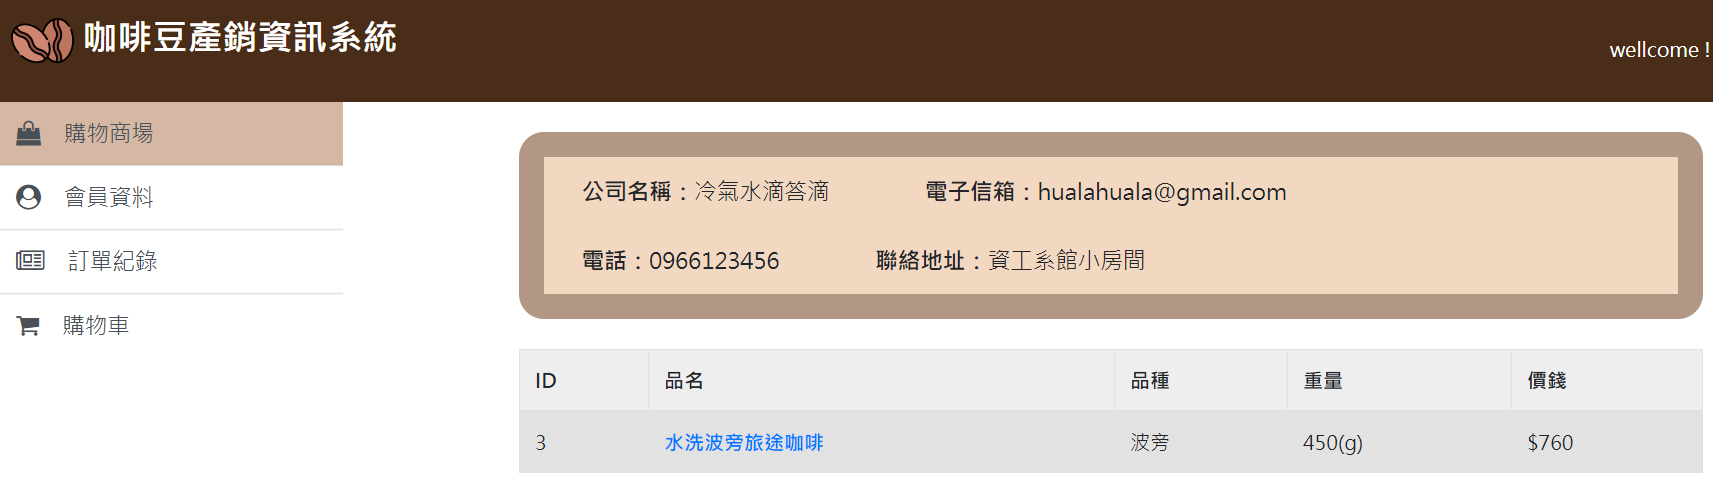 咖啡豆產銷資訊系統
wellcome !
購物商場
會員資料
訂單紀錄
購物車
公司名稱：冷氣水滴答滴 電子信箱：hualahuala@gmail.com
電話：0966123456 聯絡地址：資工系館小房間
ID 品名 品種 重量 價錢
3 水洗波旁旅途咖啡 波旁 450(g) $760